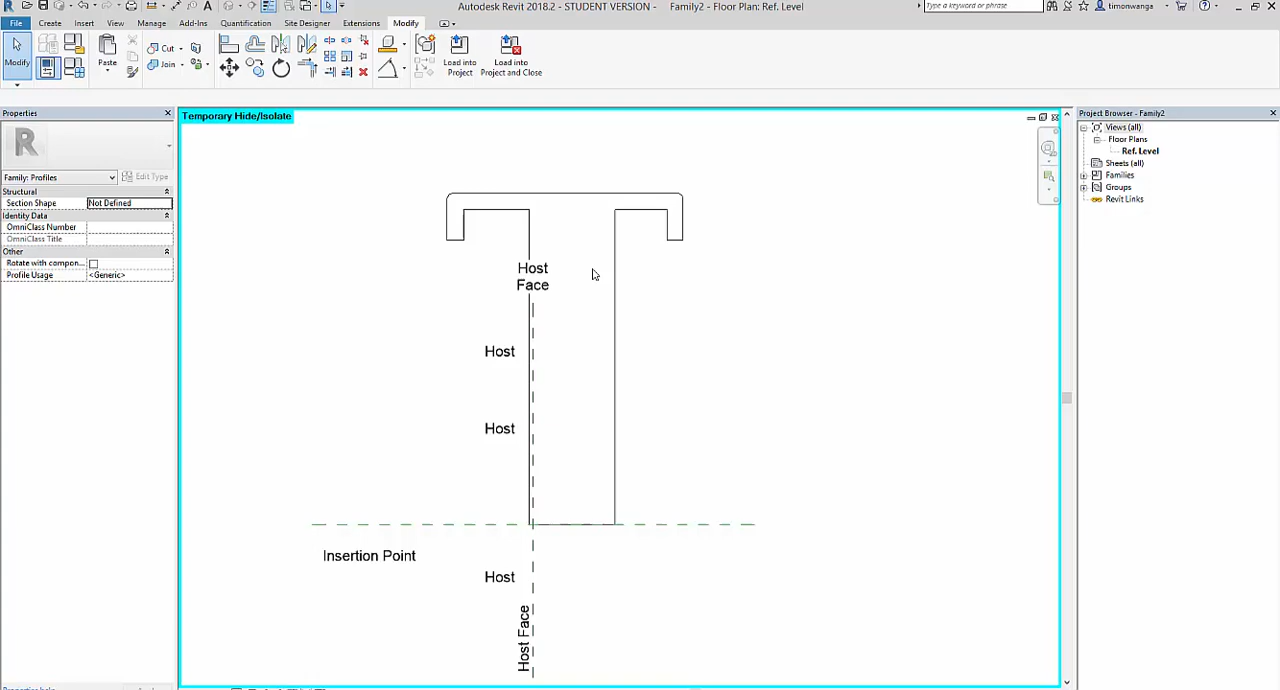 Autodesk Revit 2018.2 - STUDENT VERSION - Family2 - Floor Plan: Ref. Level
Type a keyword or phrase
timonwanga
File Create Insert View Manage Add-Ins Quantification Site Designer Extensions Modify
Modify
Paste
Cut
Join
Load into
Project
Load into
Project and Close
Properties
Family: Profiles
Edit Type
Structural
Section Shape Not Defined
Identity Data
OmniClass Number
OmniClass Title
Other
Rotate with compon...
Profile Usage <Generic>
Properties help
Temporary Hide/Isolate
Host
Face
Host
Host
Insertion Point
Host
Host Face
Project Browser - Family2
Views (all)
Floor Plans
Ref. Level
Sheets (all)
Families
Groups
Revit Links